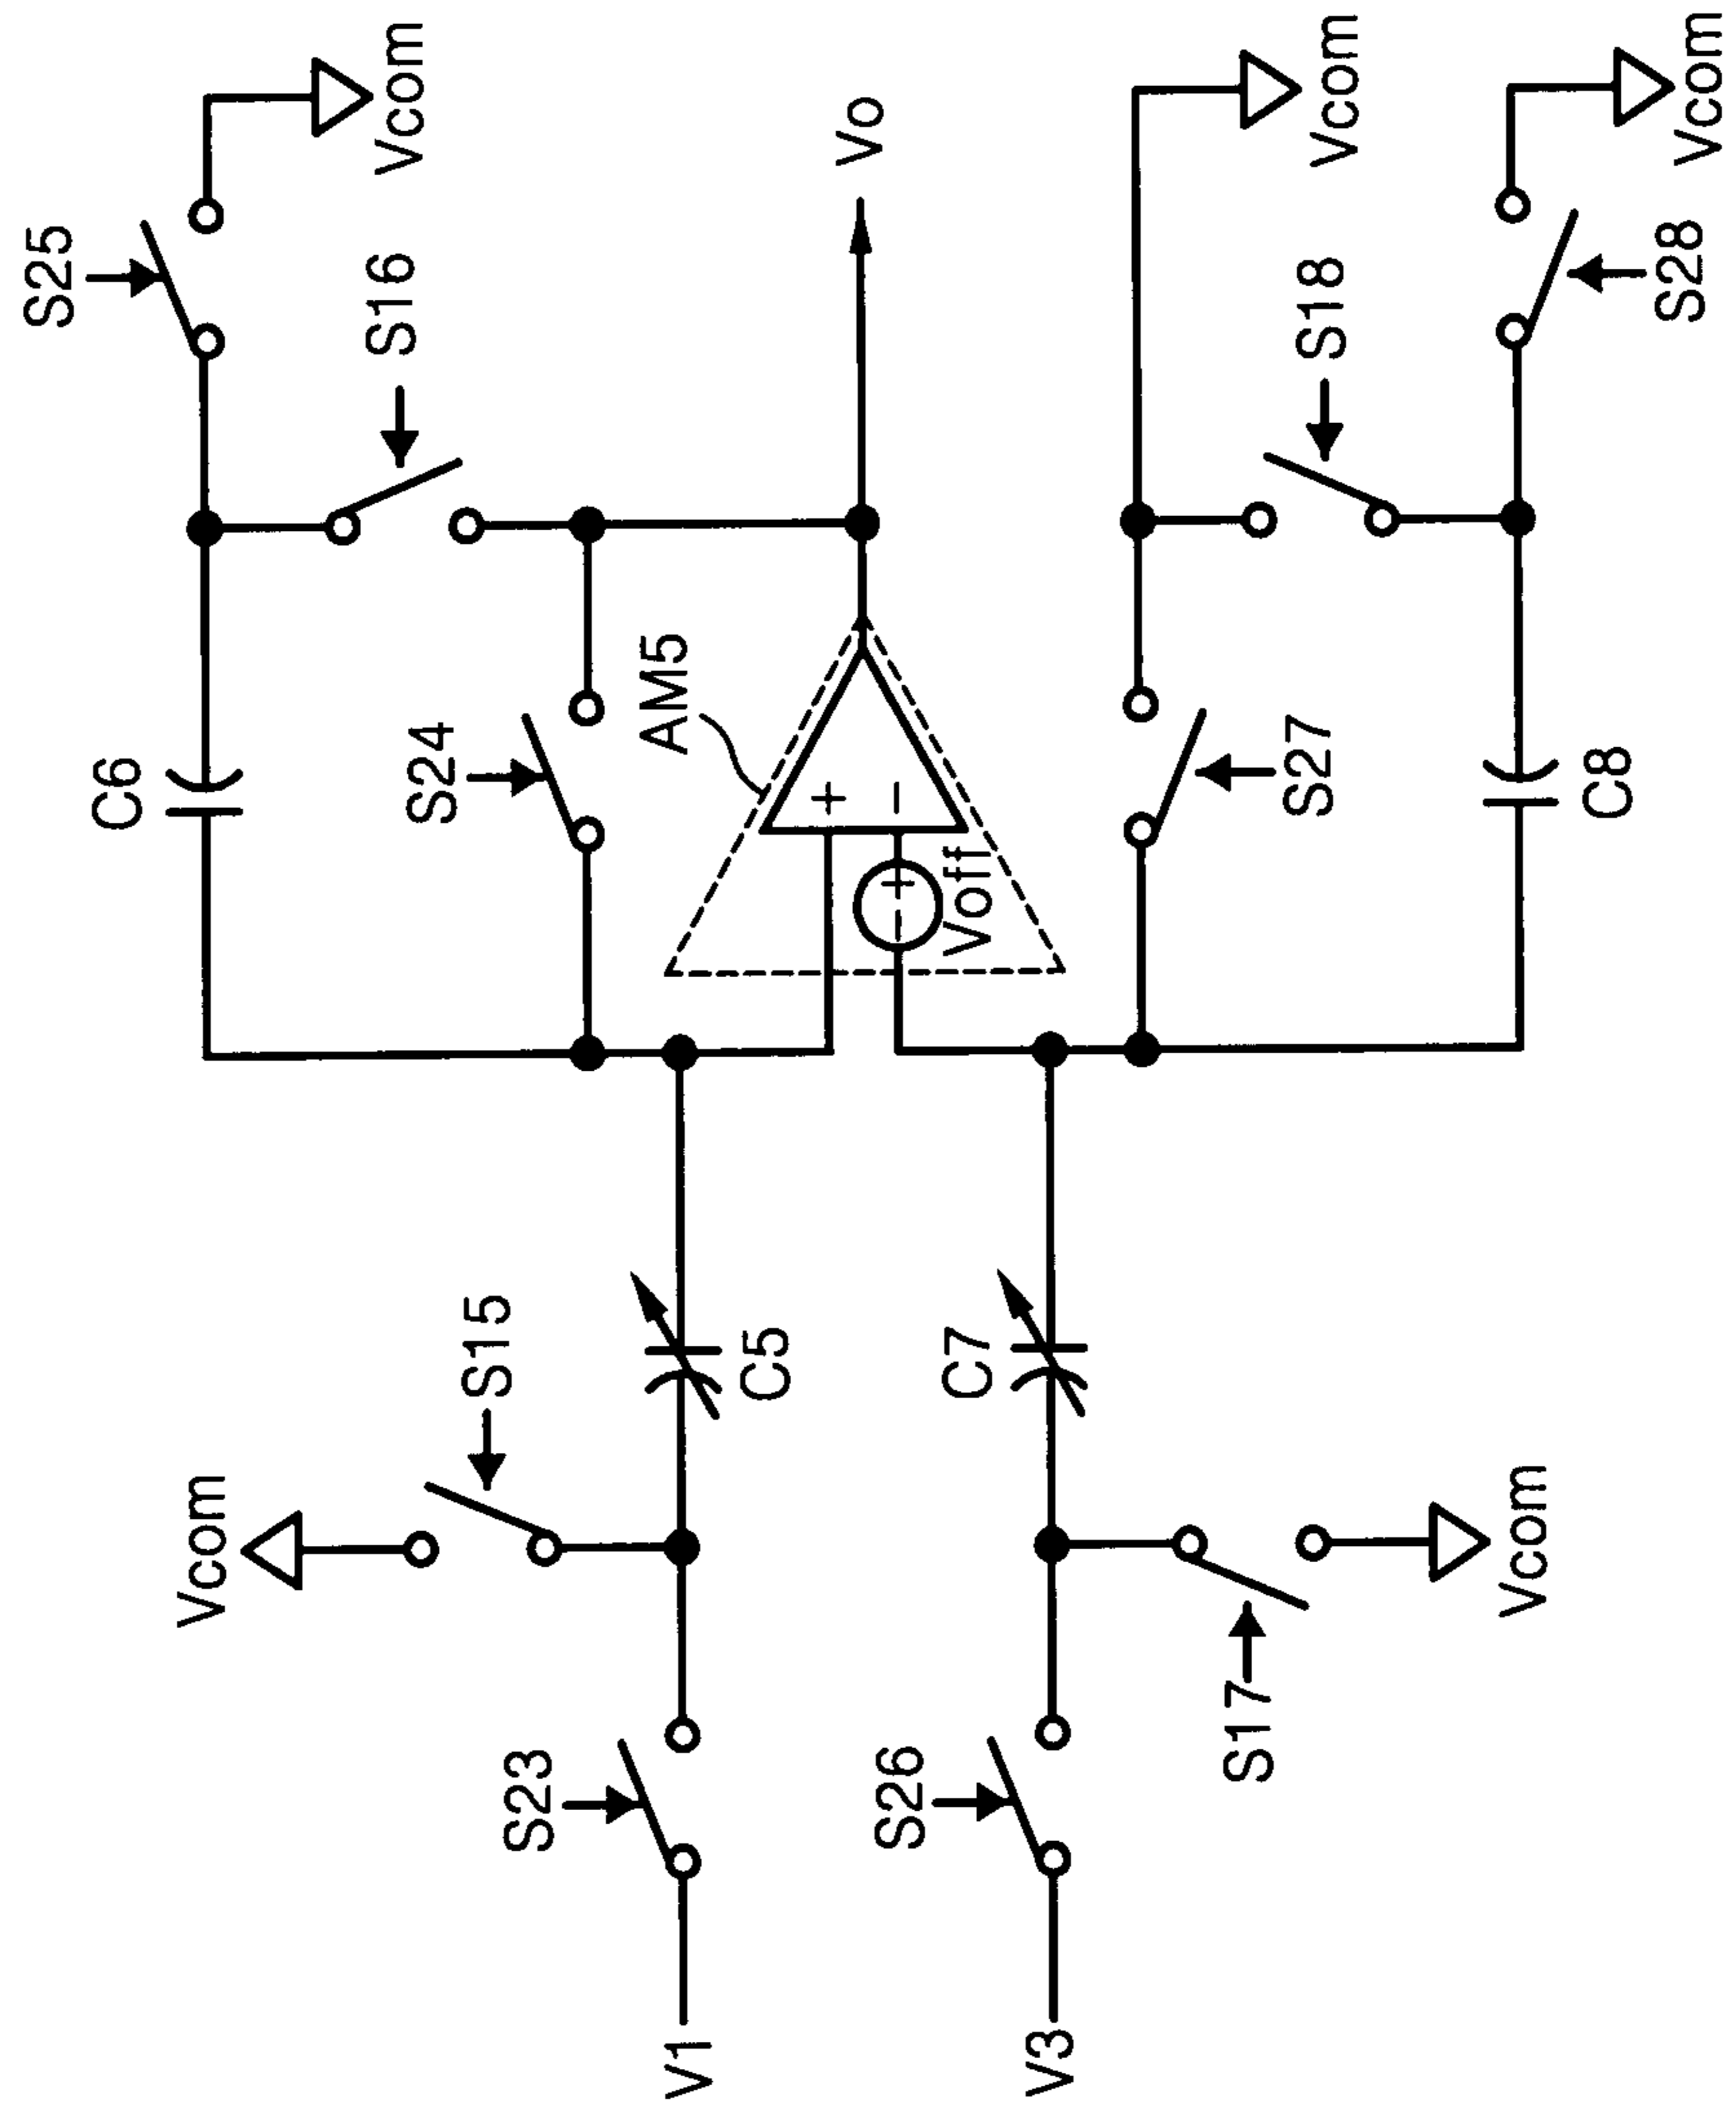 S25
Vcom
S16
C6
S24
Vo
AM5
+
−
− +
Voff
Vcom
S18
S27
S28
Vcom
C8
Vcom
S15
C5
C7
S23
S26
S17
Vcom
V1
V3